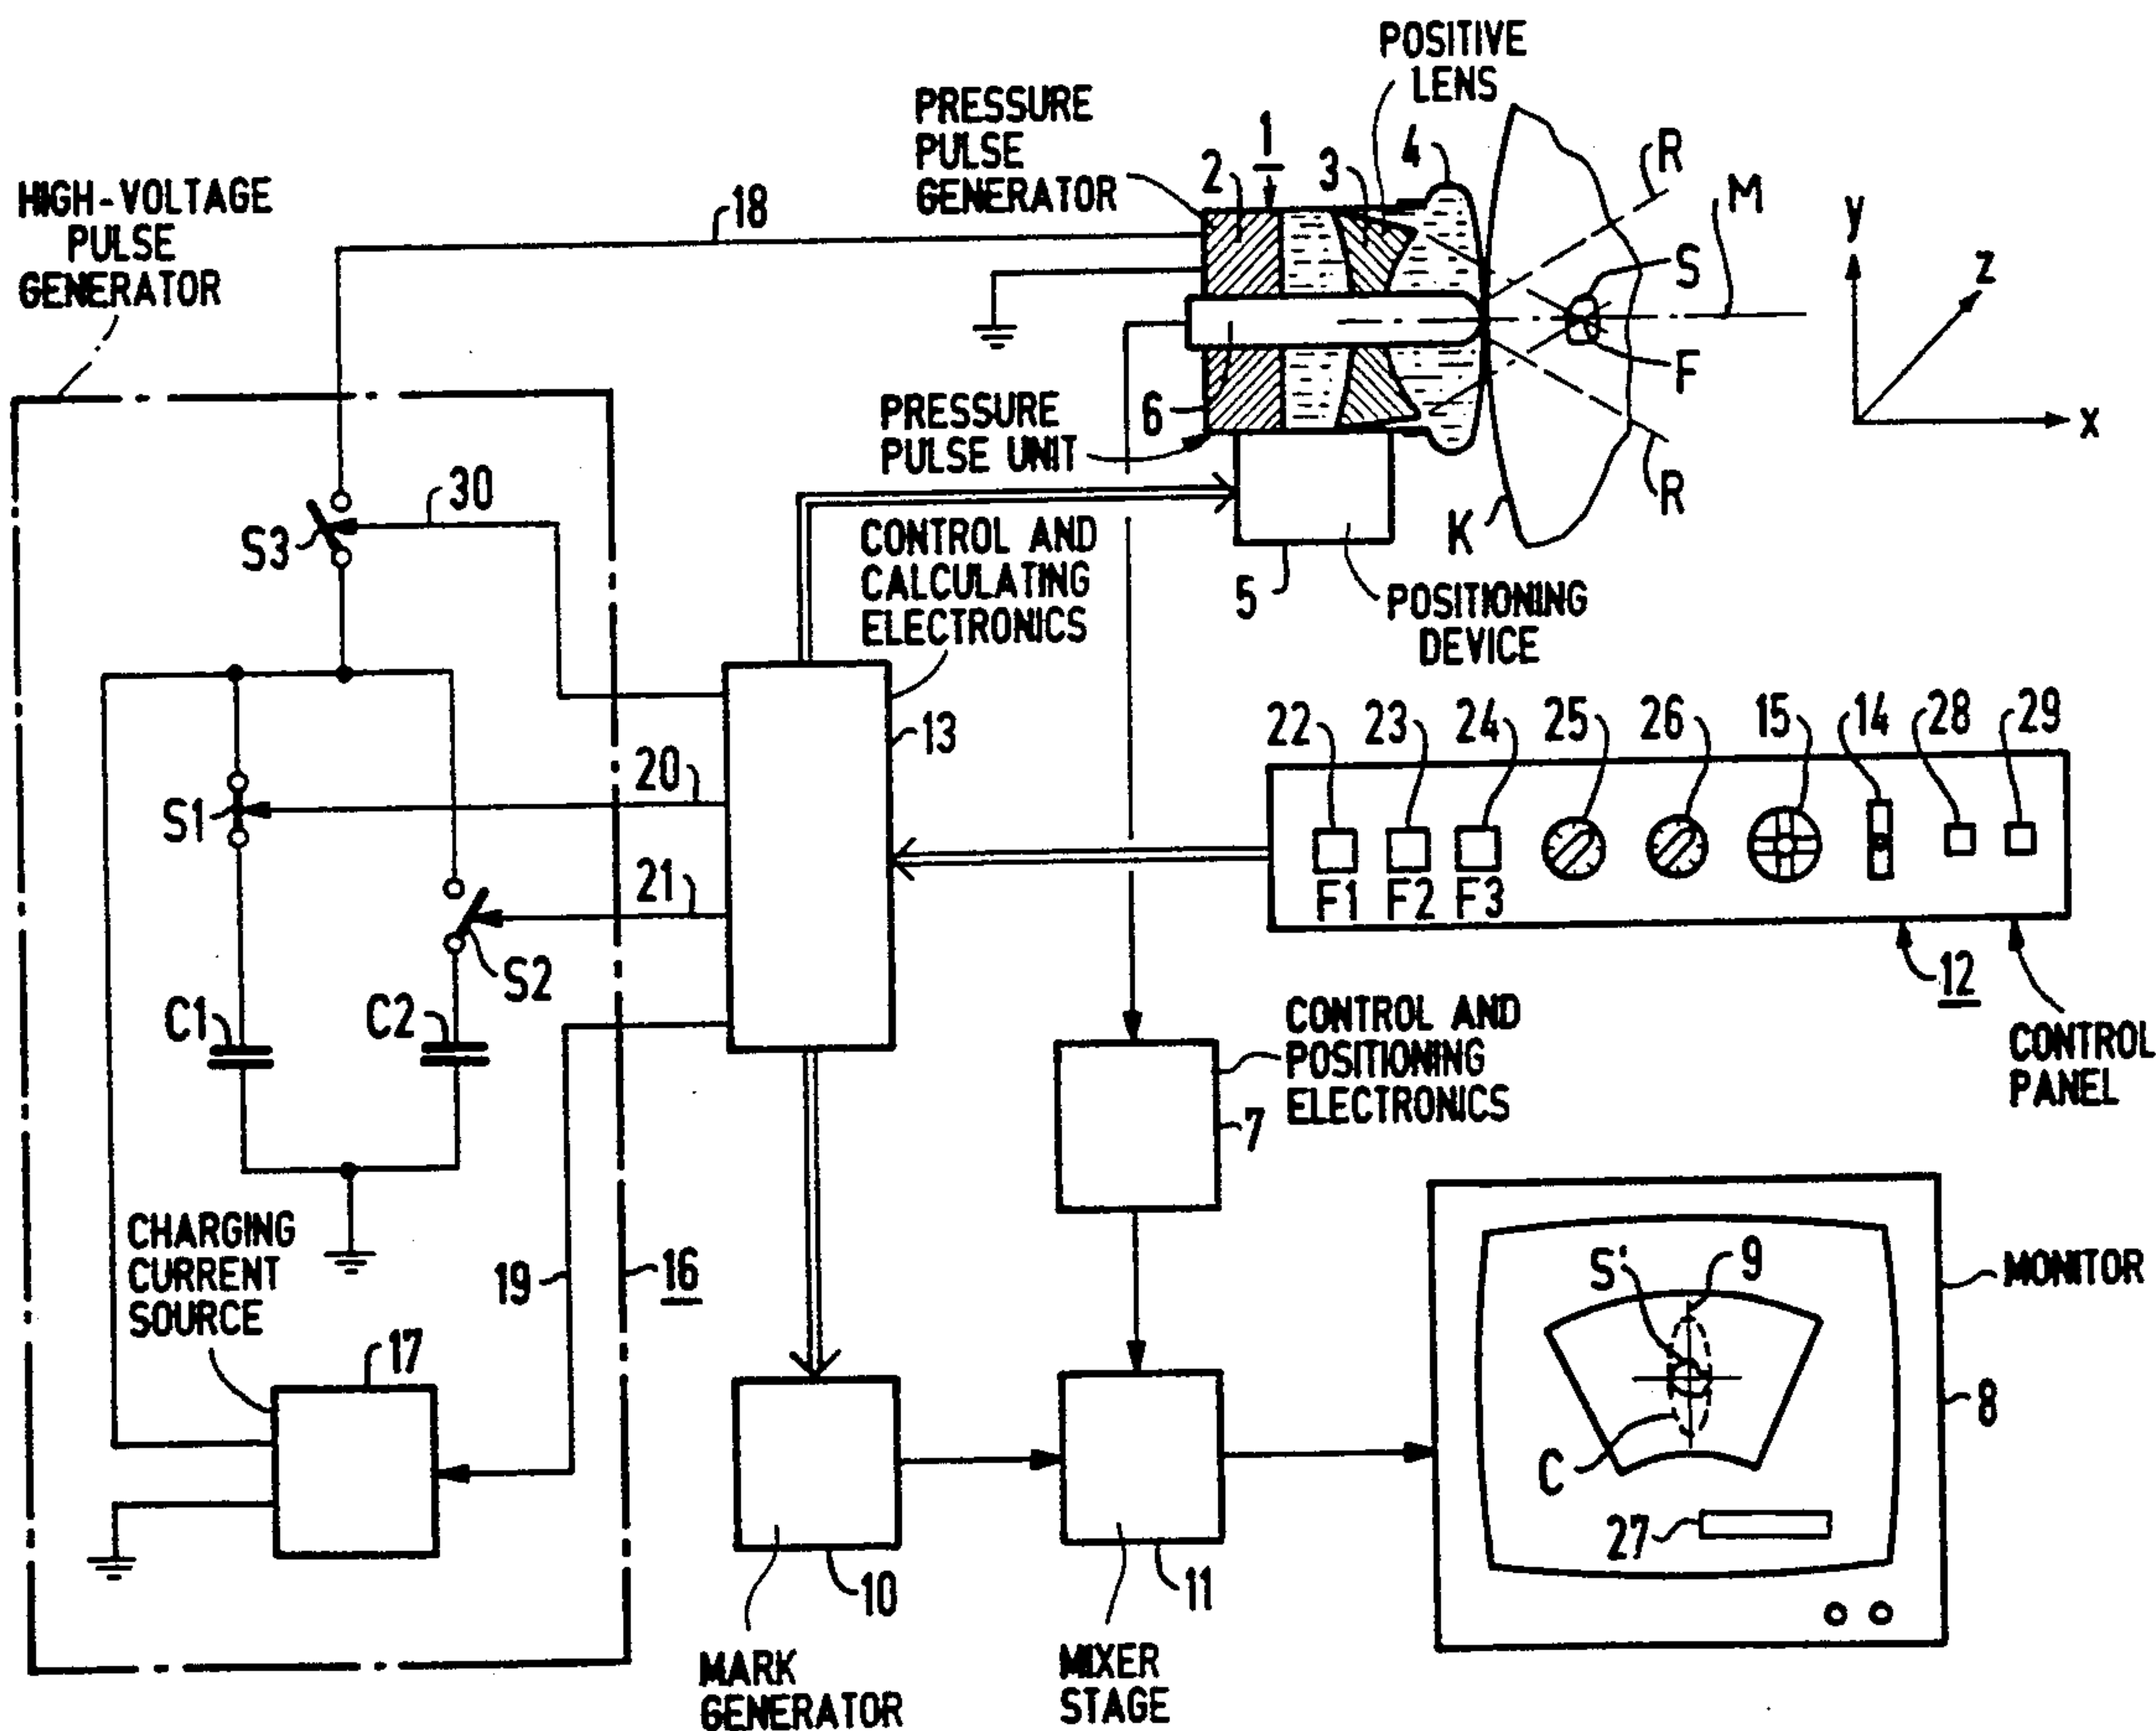 POSITIVE
LENS
PRESSURE
PULSE
GENERATOR
1
2
3
4
R
M
y
z
S
HIGH-VOLTAGE
PULSE
GENERATOR
18
F
x
6
PRESSURE
PULSE UNIT
R
K
30
S3
CONTROL AND
CALCULATING
ELECTRONICS
5
POSITIONING
DEVICE
13
22
23
24
25
26
15
14
28
29
20
S1
F1
F2
F3
21
S2
12
CONTROL
PANEL
C1
C2
CONTROL AND
POSITIONING
ELECTRONICS
7
CHARGING
CURRENT
SOURCE
19
16
S'
9
MONITOR
17
8
C
27
10
11
MARK
GENERATOR
MIXER
STAGE